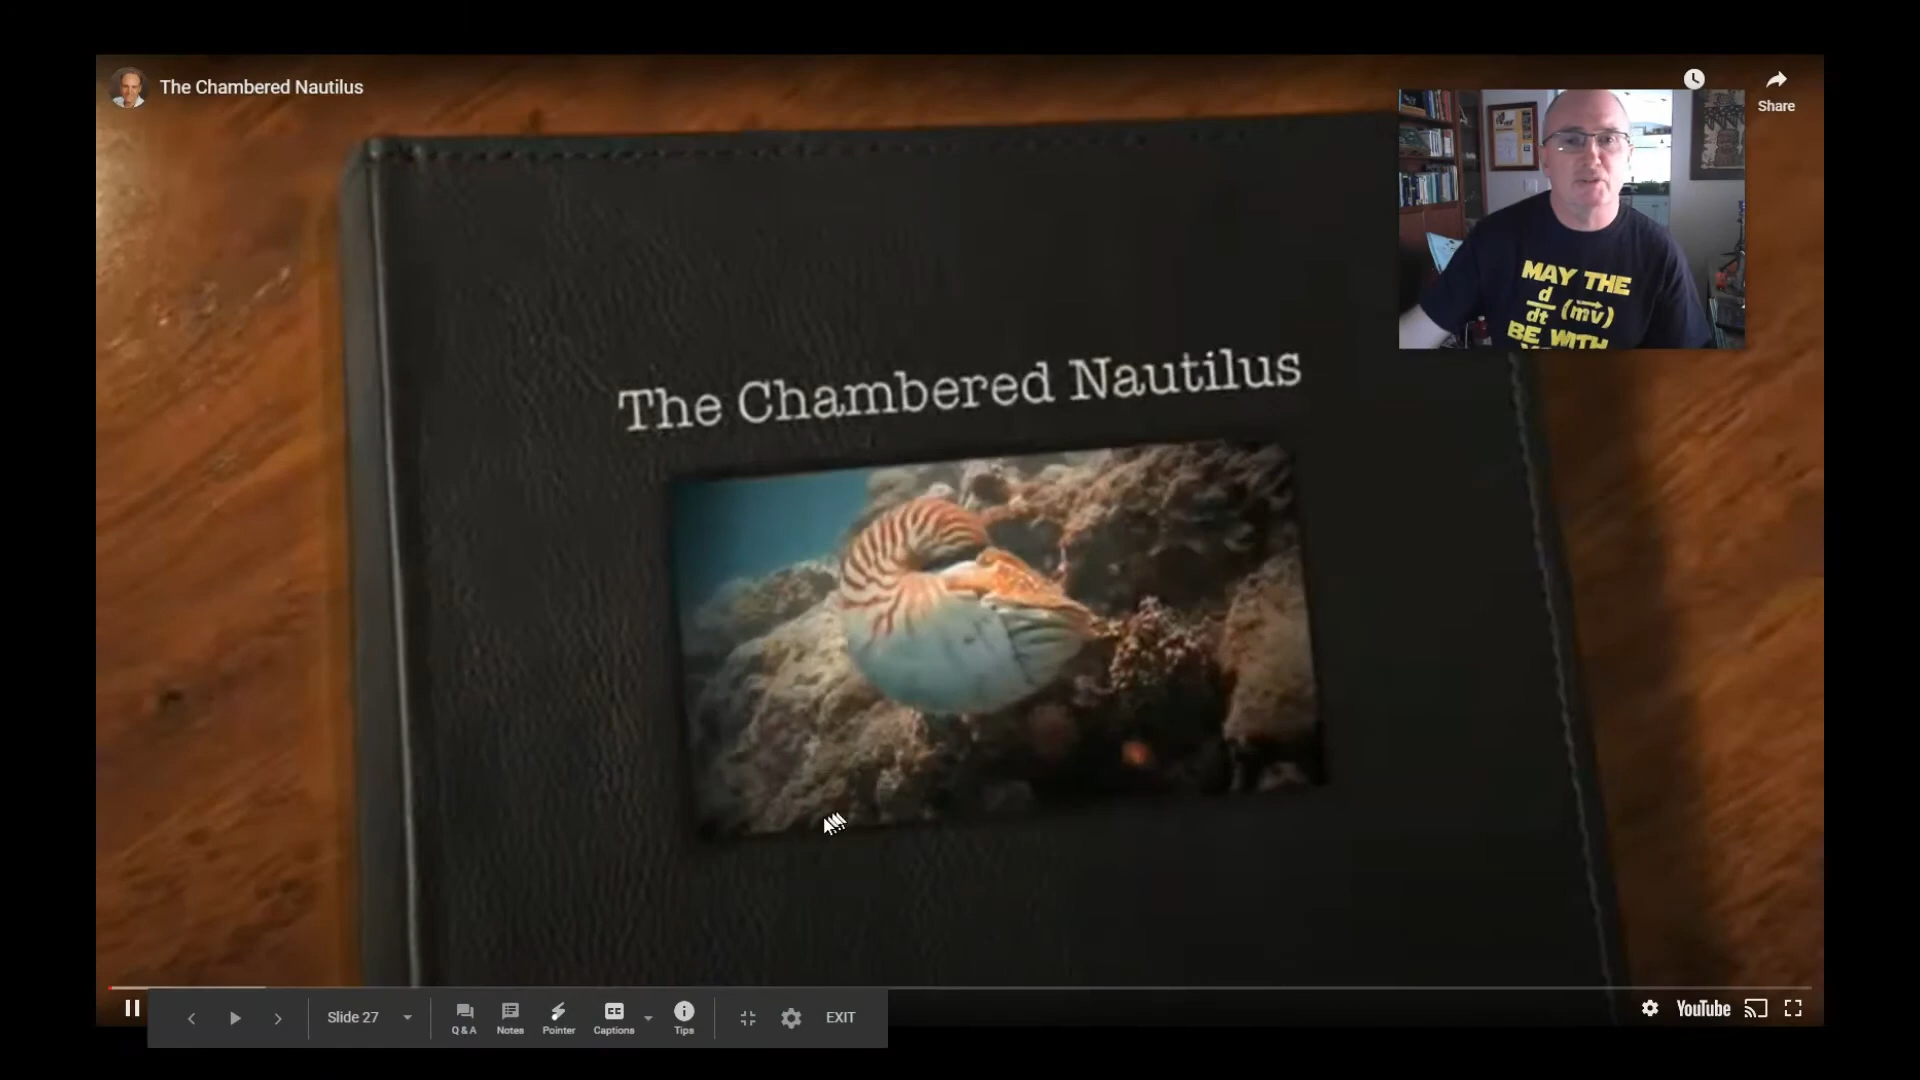 The Chambered Nautilus
Share
MAY THE
d
dt (mv)
BE WITH
The Chambered Nautilus
Slide 27
Q & A
Notes
Pointer
CC
Captions
Tips
EXIT
YouTube